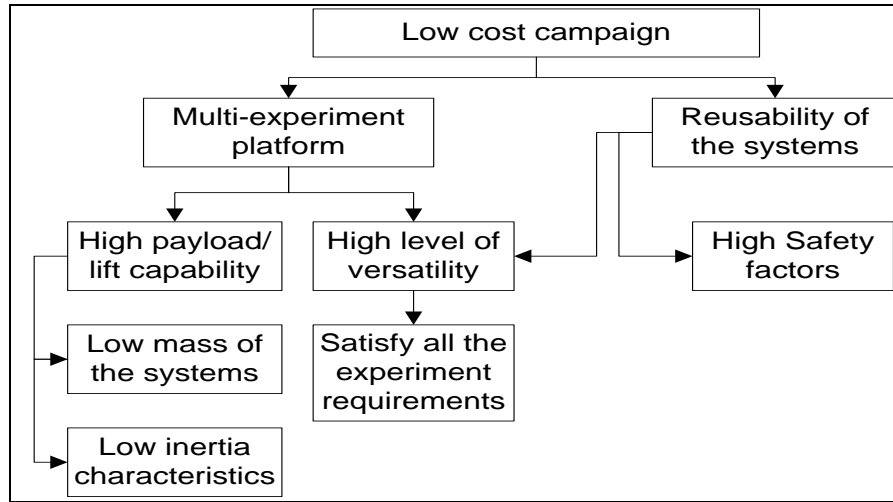 Low cost campaign
Multi-experiment
platform
Reusability of
the systems
High payload/
lift capability
High level of
versatility
High Safety
factors
Low mass of
the systems
Satisfy all the
experiment
requirements
Low inertia
characteristics